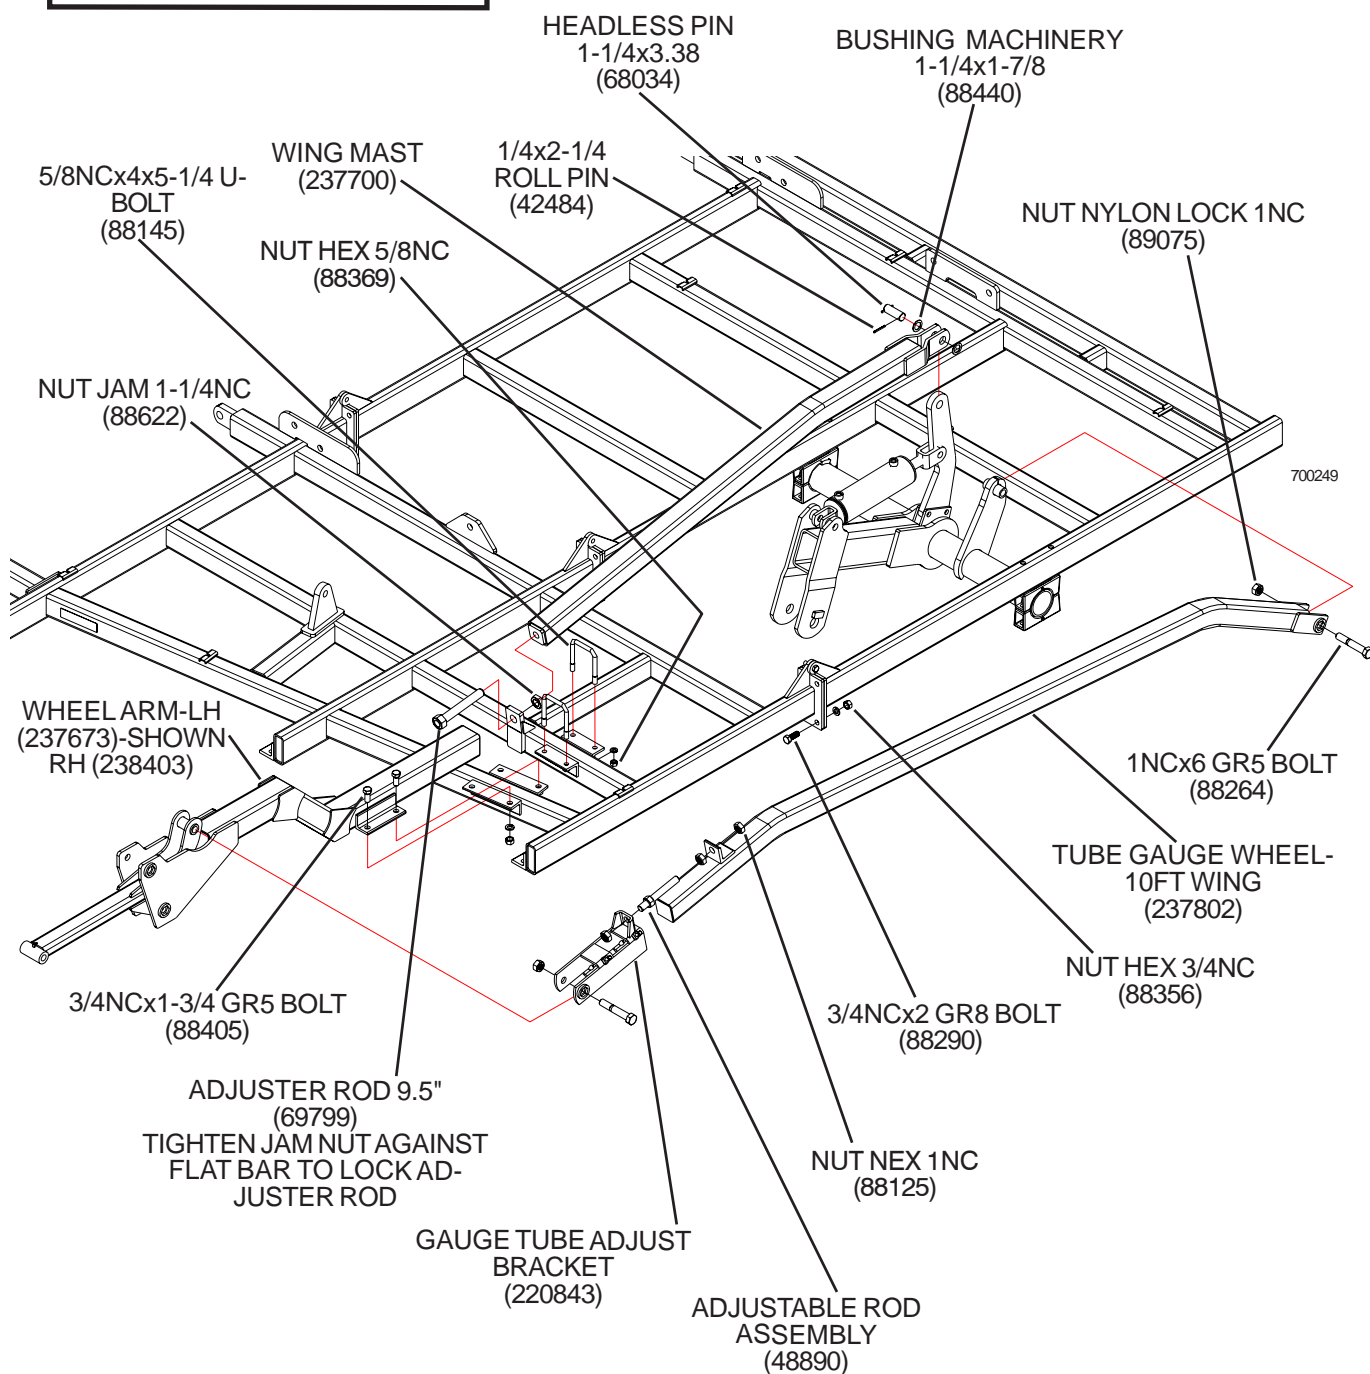 HEADLESS PIN
1-1/4x3.38
(68034)
BUSHING MACHINERY
1-1/4x1-7/8
(88440)
5/8NCx4x5-1/4 U-
BOLT
(88145)
WING MAST
(237700)
1/4x2-1/4
ROLL PIN
(42484)
NUT NYLON LOCK 1NC
(89075)
NUT HEX 5/8NC
(88369)
NUT JAM 1-1/4NC
(88622)
700249
WHEEL ARM-LH
(237673)-SHOWN
RH (238403)
1NCx6 GR5 BOLT
(88264)
TUBE GAUGE WHEEL-
10FT WING
(237802)
NUT HEX 3/4NC
(88356)
3/4NCx1-3/4 GR5 BOLT
(88405)
3/4NCx2 GR8 BOLT
(88290)
ADJUSTER ROD 9.5"
(69799)
TIGHTEN JAM NUT AGAINST
FLAT BAR TO LOCK AD-
JUSTER ROD
NUT NEX 1NC
(88125)
GAUGE TUBE ADJUST
BRACKET
(220843)
ADJUSTABLE ROD
ASSEMBLY
(48890)